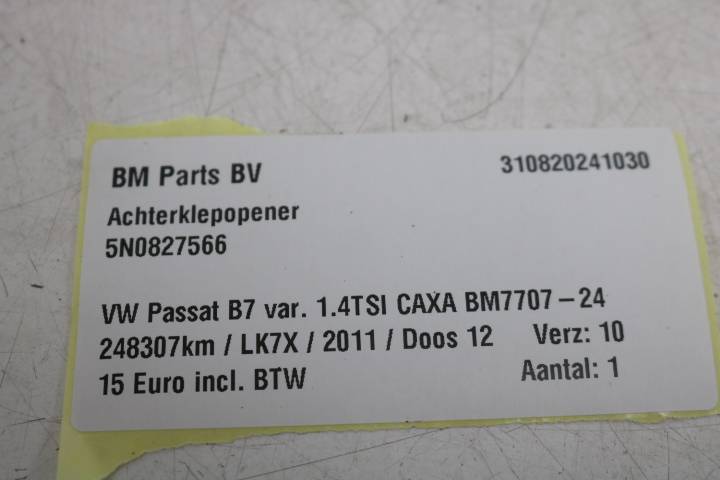 BM Parts BV 310820241030
Achterklepopener
5N0827566
VW Passat B7 var. 1.4TSI CAXA BM7707-24
248307km / LK7X / 2011 / Doos 12 Verz: 10
15 Euro incl. BTW Aantal: 1